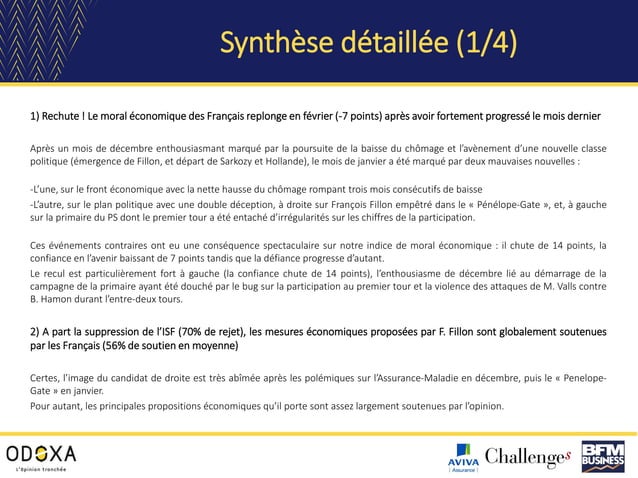 Synthèse détaillée (1/4)
1) Rechute ! Le moral économique des Français replonge en février (-7 points) après avoir fortement progressé le mois dernier
Après un mois de décembre enthousiasmant marqué par la poursuite de la baisse du chômage et l’avènement d’une nouvelle classe
politique (émergence de Fillon, et départ de Sarkozy et Hollande), le mois de janvier a été marqué par deux mauvaises nouvelles :
-L’une, sur le front économique avec la nette hausse du chômage rompant trois mois consécutifs de baisse
-L’autre, sur le plan politique avec une double déception, à droite sur François Fillon empêtré dans le « Pénélope-Gate », et, à gauche
sur la primaire du PS dont le premier tour a été entaché d’irrégularités sur les chiffres de la participation.
Ces événements contraires ont eu une conséquence spectaculaire sur notre indice de moral économique : il chute de 14 points, la
confiance en l’avenir baissant de 7 points tandis que la défiance progresse d’autant.
Le recul est particulièrement fort à gauche (la confiance chute de 14 points), l’enthousiasme de décembre lié au démarrage de la
campagne de la primaire ayant été douché par le bug sur la participation au premier tour et la violence des attaques de M. Valls contre
B. Hamon durant l’entre-deux tours.
2) A part la suppression de l’ISF (70% de rejet), les mesures économiques proposées par F. Fillon sont globalement soutenues
par les Français (56% de soutien en moyenne)
Certes, l’image du candidat de droite est très abîmée après les polémiques sur l’Assurance-Maladie en décembre, puis le « Penelope-
Gate » en janvier.
Pour autant, les principales propositions économiques qu’il porte sont assez largement soutenues par l’opinion.
ODOXA
L’opinion tranchée
AVIVA
Assurance
Challenges
BFM
BUSINESS